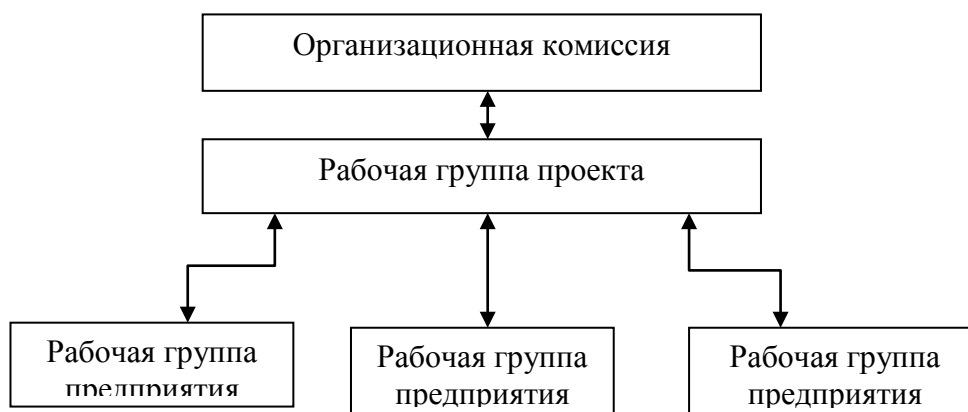 Организационная комиссия
Рабочая группа проекта
Рабочая группа
предприятия
Рабочая группа
предприятия
Рабочая группа
предприятия